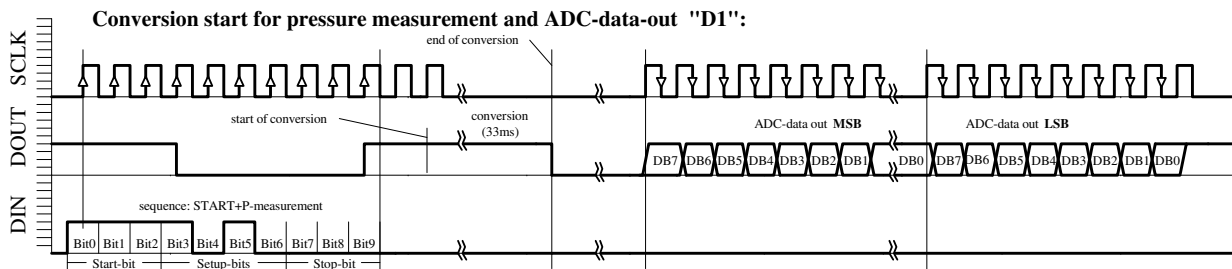 Conversion start for pressure measurement and ADC-data-out "D1":
end of conversion
SCLK
start of conversion
conversion
(33ms)
ADC-data out MSB
ADC-data out LSB
DOUT
DB7 DB6 DB5 DB4 DB3 DB2 DB1 DB0 DB7 DB6 DB5 DB4 DB3 DB2 DB1 DB0
sequence: START+P-measurement
DIN
Bit0 Bit1 Bit2 Bit3 Bit4 Bit5 Bit6 Bit7 Bit8 Bit9
Start-bit Setup-bits Stop-bit